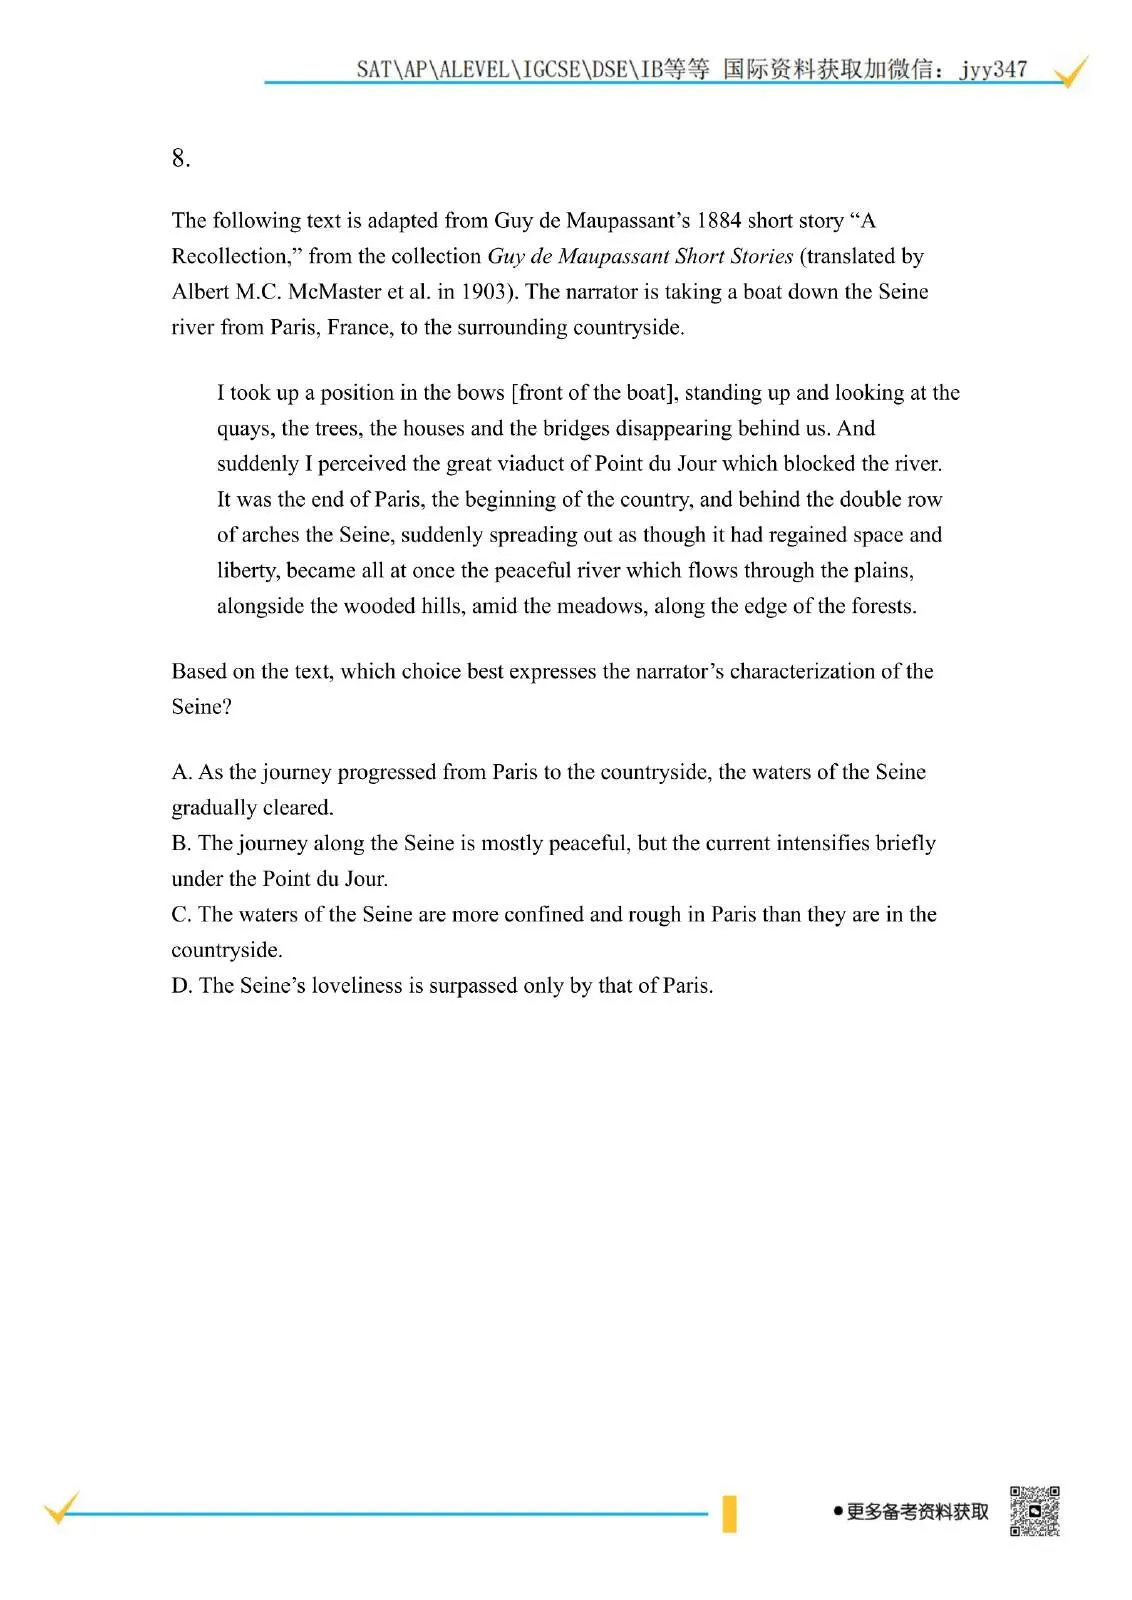 SAT\AP\ALEVEL\IGCSE\DSE\IB等等 国际资料获取加微信：jyy347
8.
The following text is adapted from Guy de Maupassant’s 1884 short story “A
Recollection,” from the collection Guy de Maupassant Short Stories (translated by
Albert M.C. McMaster et al. in 1903). The narrator is taking a boat down the Seine
river from Paris, France, to the surrounding countryside.
I took up a position in the bows [front of the boat], standing up and looking at the
quays, the trees, the houses and the bridges disappearing behind us. And
suddenly I perceived the great viaduct of Point du Jour which blocked the river.
It was the end of Paris, the beginning of the country, and behind the double row
of arches the Seine, suddenly spreading out as though it had regained space and
liberty, became all at once the peaceful river which flows through the plains,
alongside the wooded hills, amid the meadows, along the edge of the forests.
Based on the text, which choice best expresses the narrator’s characterization of the
Seine?
A. As the journey progressed from Paris to the countryside, the waters of the Seine
gradually cleared.
B. The journey along the Seine is mostly peaceful, but the current intensifies briefly
under the Point du Jour.
C. The waters of the Seine are more confined and rough in Paris than they are in the
countryside.
D. The Seine’s loveliness is surpassed only by that of Paris.
●更多备考资料获取